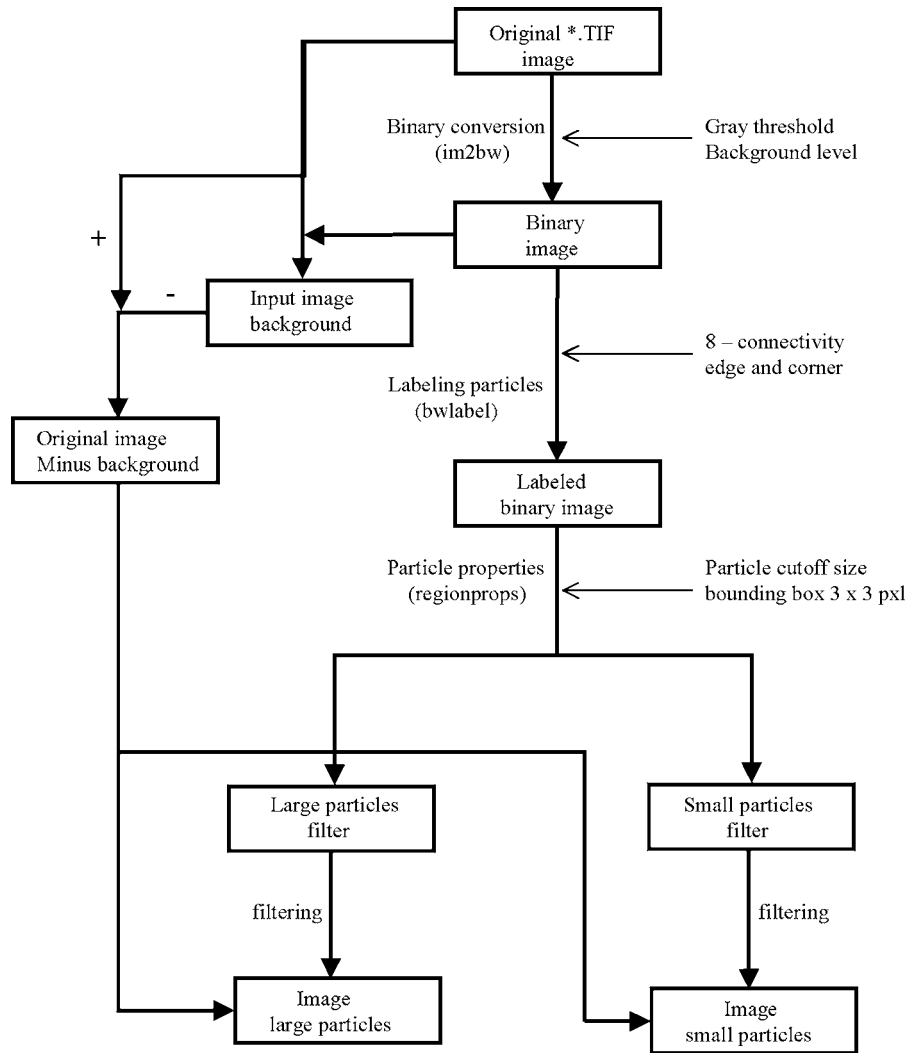 Original *.TIF
image
Binary conversion
(im2bw)
Gray threshold
Background level
Binary
image
+
-
Input image
background
8 – connectivity
edge and corner
Labeling particles
(bwlabel)
Original image
Minus background
Labeled
binary image
Particle properties
(regionprops)
Particle cutoff size
bounding box 3 x 3 pxl
Large particles
filter
Small particles
filter
filtering
filtering
Image
large particles
Image
small particles